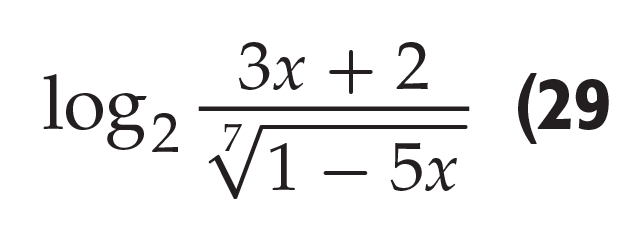 log₂ (3x + 2)/(⁷√(1 − 5x)) (29